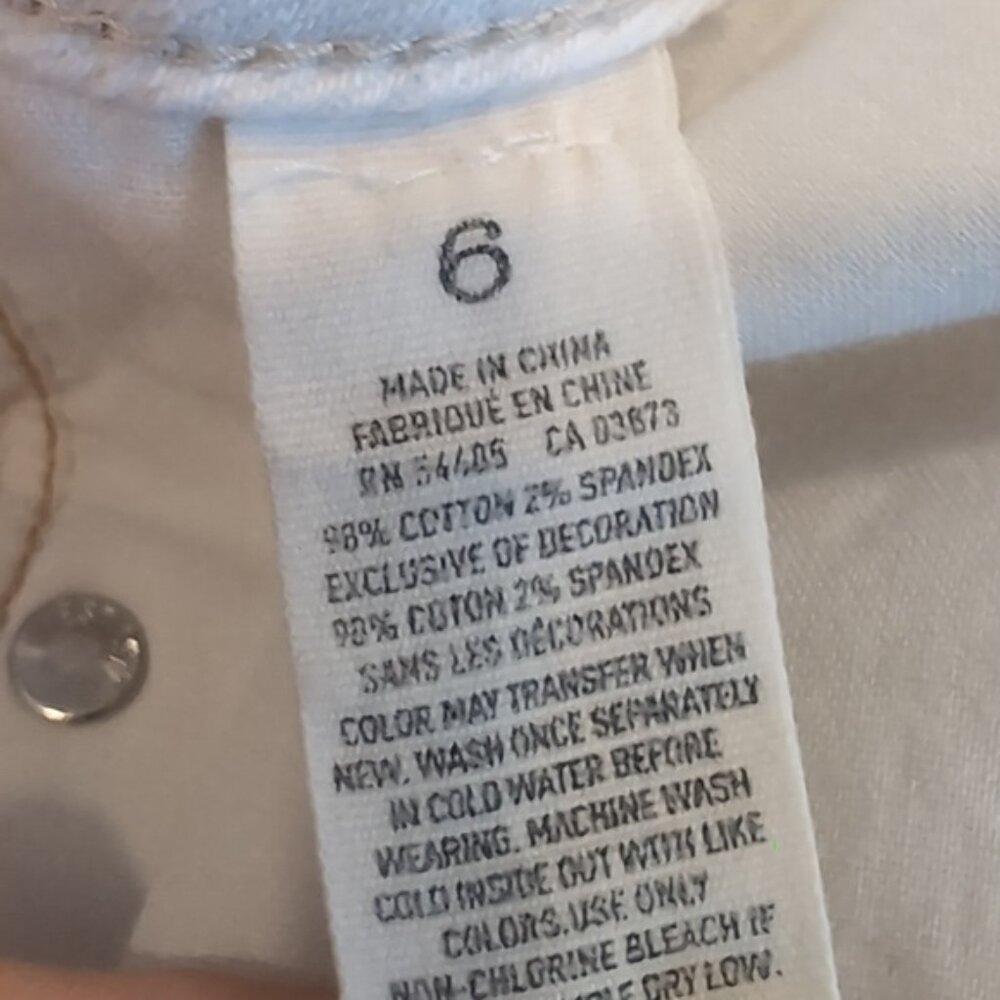 6
MADE IN CHINA
FABRIQUÉ EN CHINE
RN 54405 CA 03673
98% COTTON 2% SPANDEX
EXCLUSIVE OF DECORATION
98% COTON 2% SPANDEX
SANS LES DÉCORATIONS
COLOR MAY TRANSFER WHEN
NEW. WASH ONCE SEPARATELY
IN COLD WATER BEFORE
WEARING. MACHINE WASH
COLD INSIDE OUT WITH LIKE
COLORS. USE ONLY
NON-CHLORINE BLEACH IF
DRY LOW.